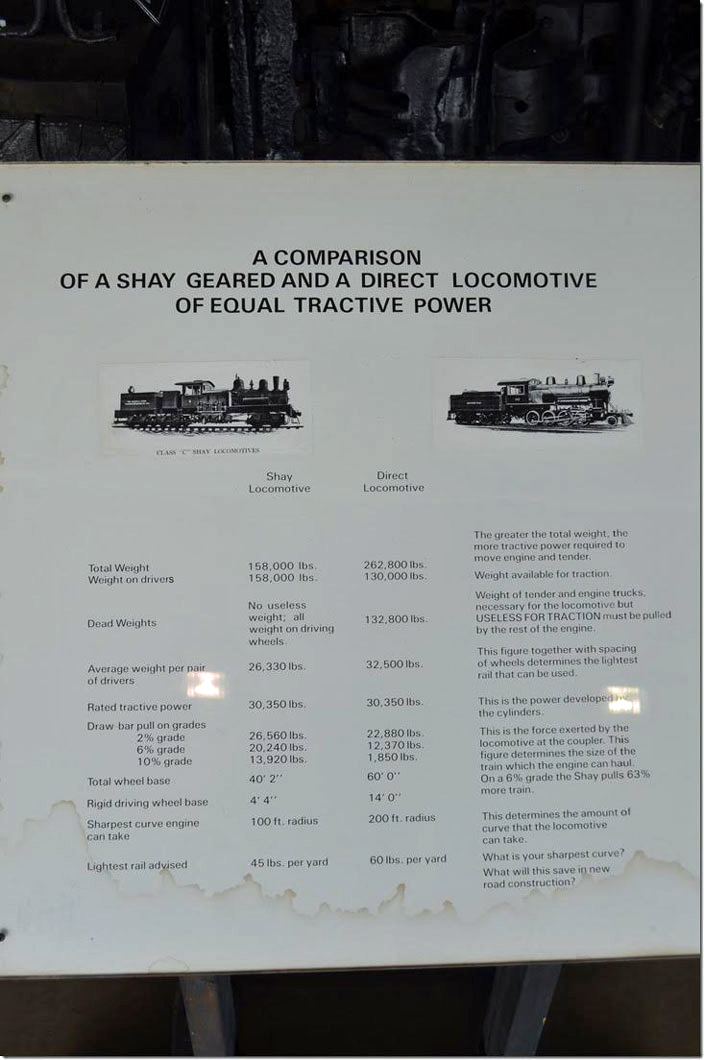 A COMPARISON
OF A SHAY GEARED AND A DIRECT LOCOMOTIVE
OF EQUAL TRACTIVE POWER
CLASS "C" SHAY LOCOMOTIVES
Shay Locomotive
Direct Locomotive
Total Weight 158,000 lbs. 262,800 lbs.
The greater the total weight, the
more tractive power required to
move engine and tender.
Weight on drivers 158,000 lbs. 130,000 lbs. Weight available for traction.
Dead Weights
No useless
weight; all
weight on driving
wheels.
132,800 lbs.
Weight of tender and engine trucks,
necessary for the locomotive but
USELESS FOR TRACTION must be pulled
by the rest of the engine.
Average weight per pair
of drivers
26,330 lbs. 32,500 lbs.
This figure together with spacing
of wheels determines the lightest
rail that can be used.
Rated tractive power 30,350 lbs. 30,350 lbs.
This is the power developed by
the cylinders.
Draw-bar pull on grades
2% grade 26,560 lbs. 22,880 lbs.
6% grade 20,240 lbs. 12,370 lbs.
10% grade 13,920 lbs. 1,850 lbs.
This is the force exerted by the
locomotive at the coupler. This
figure determines the size of the
train which the engine can haul.
On a 6% grade the Shay pulls 63%
more train.
Total wheel base 40' 2'' 60' 0''
Rigid driving wheel base 4' 4'' 14' 0''
Sharpest curve engine
can take
100 ft. radius 200 ft. radius
This determines the amount of
curve that the locomotive
can take.
Lightest rail advised 45 lbs. per yard 60 lbs. per yard
What is your sharpest curve?
What will this save in new
road construction?